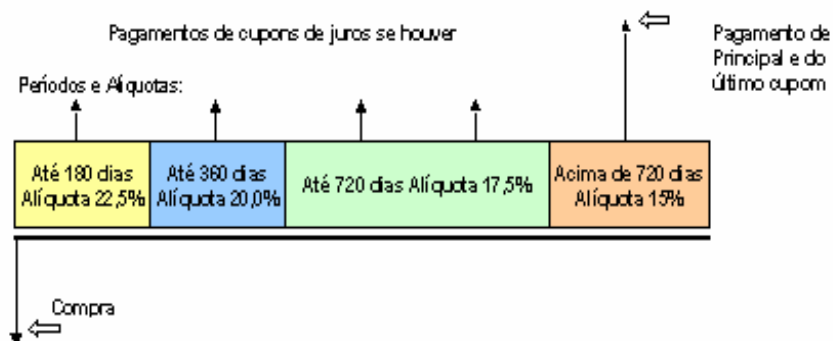 Pagamentos de cupons de juros se houver
Pagamento de
Principal e do
último cupom
Períodos e Alíquotas:
Até 180 dias
Alíquota 22,5%
Até 360 dias
Alíquota 20,0%
Até 720 dias Alíquota 17,5%
Acima de 720 dias
Alíquota 15%
Compra